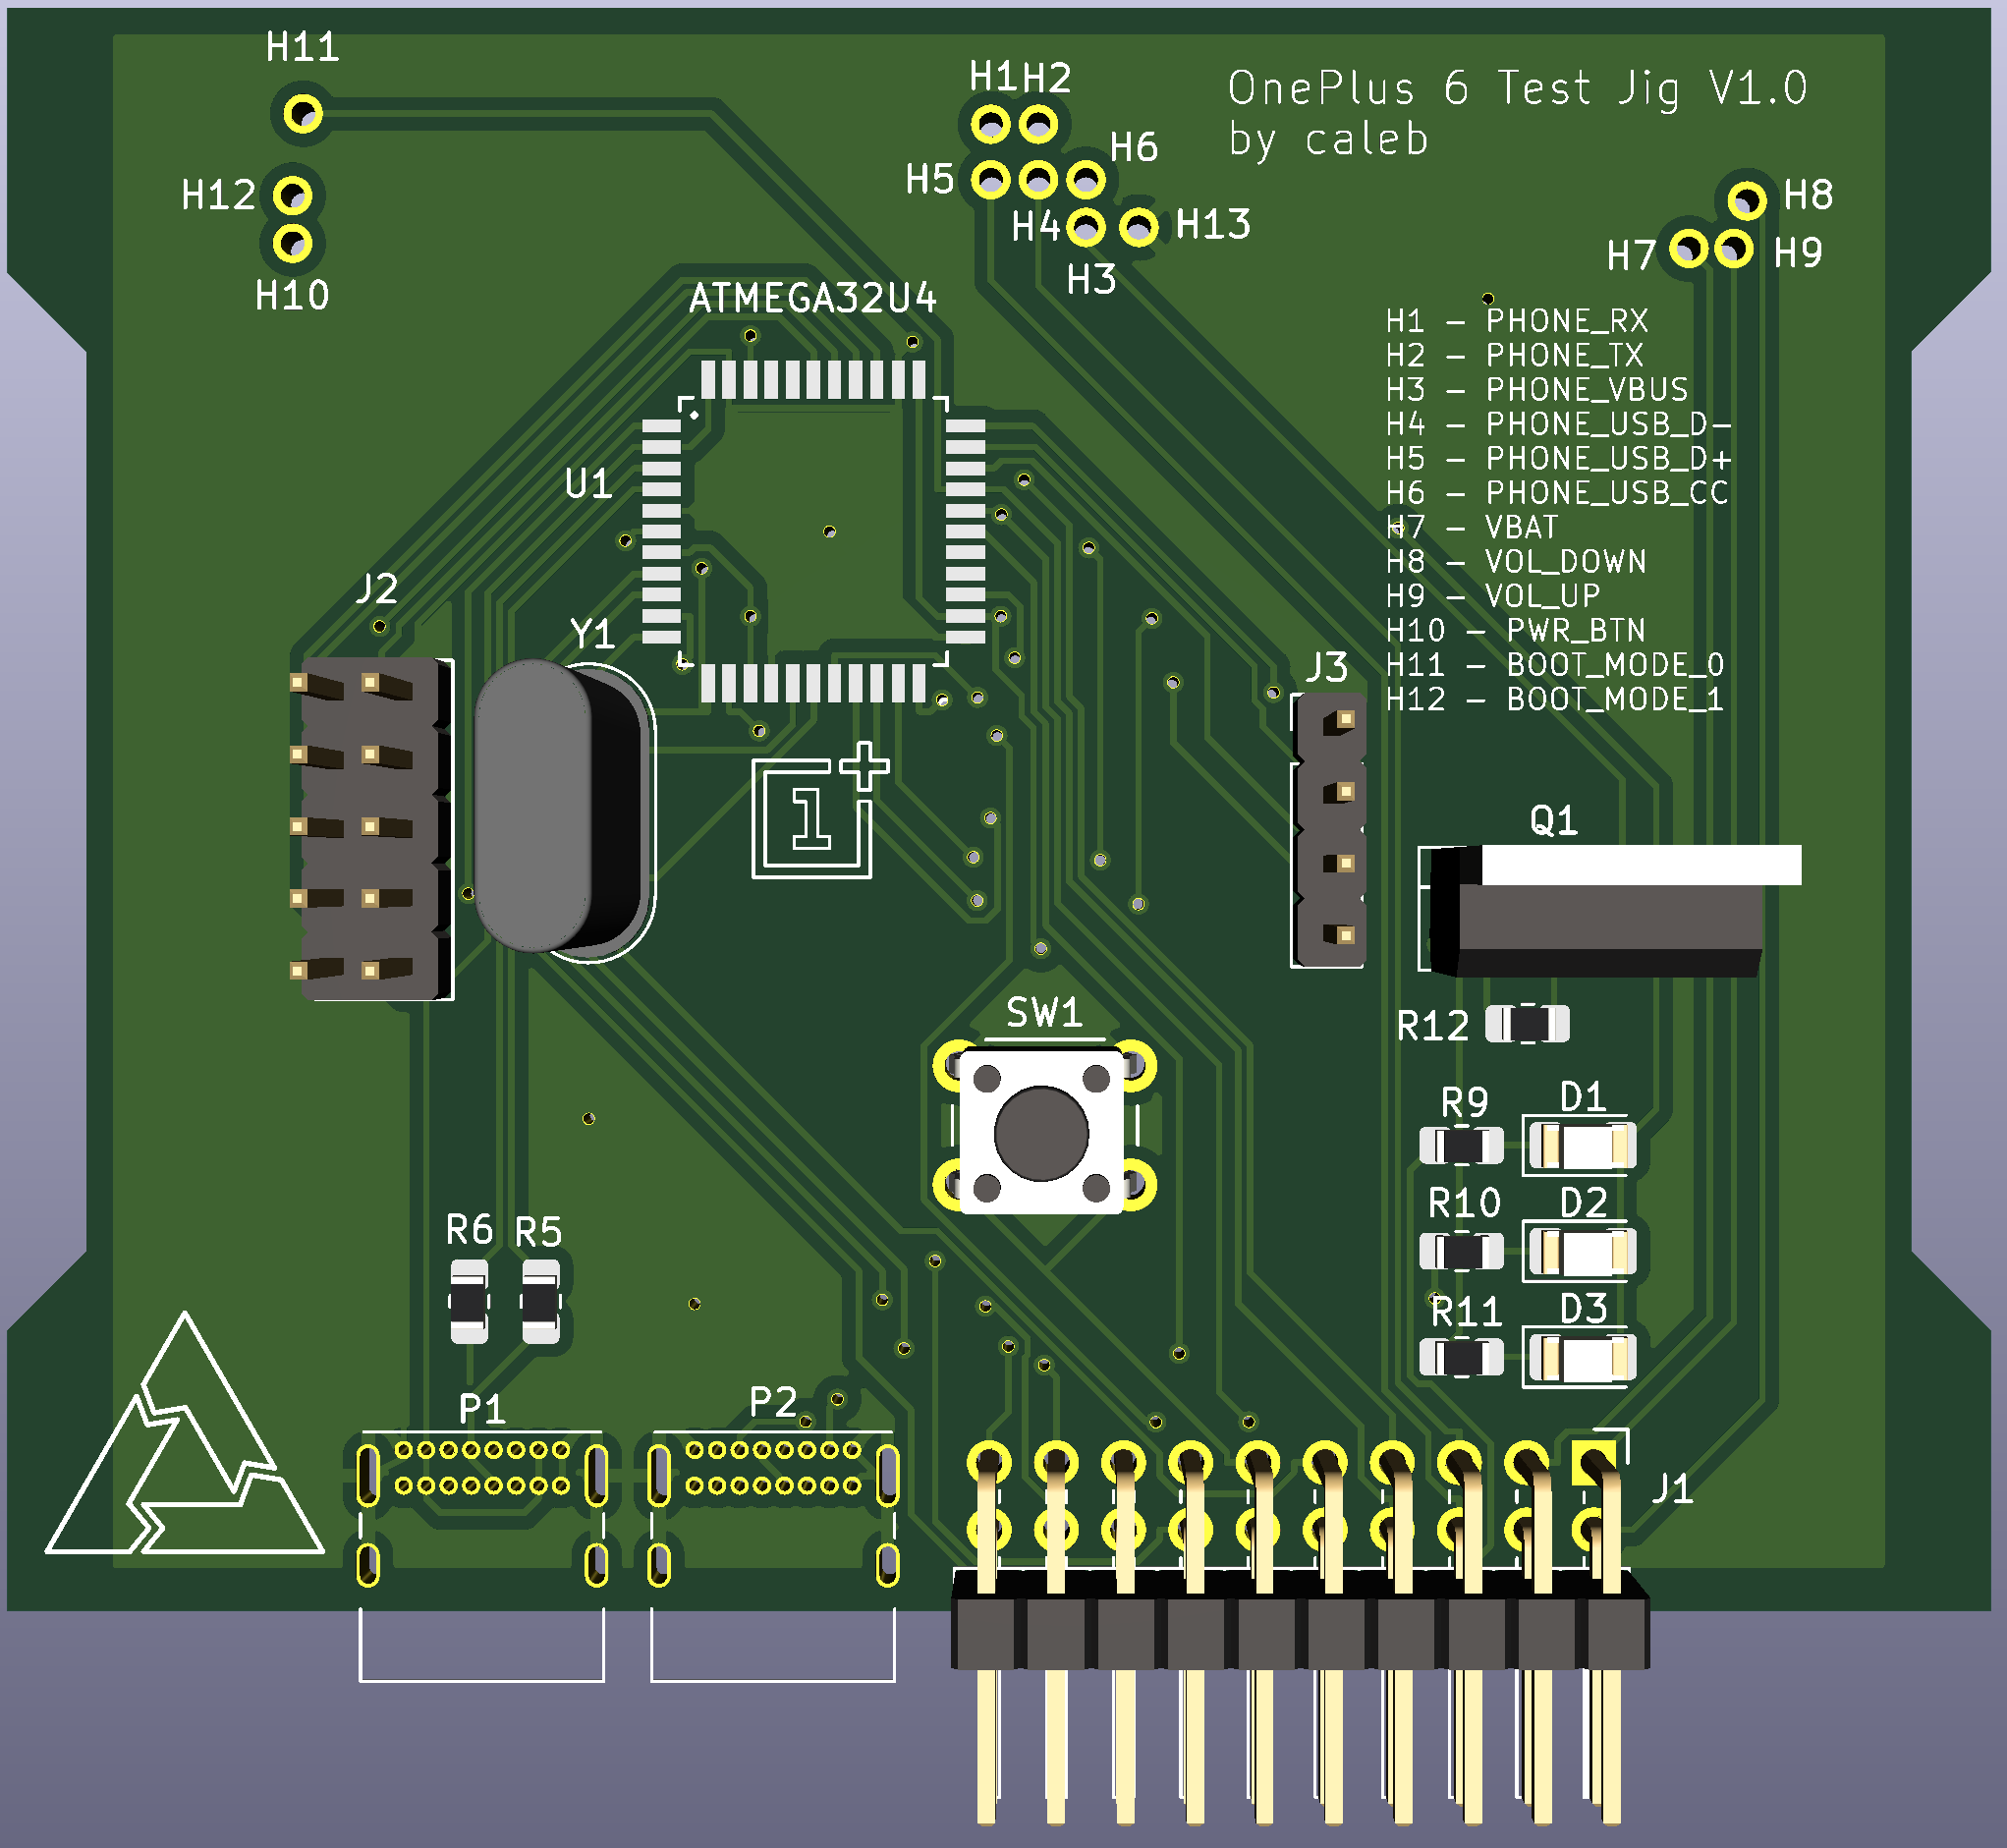 H11
H1 H2
OnePlus 6 Test Jig V1.0
by caleb
H6
H5
H12
H8
H4
H13
H7
H9
H3
H10
ATMEGA32U4
H1 - PHONE_RX
H2 - PHONE_TX
H3 - PHONE_VBUS
H4 - PHONE_USB_D-
H5 - PHONE_USB_D+
H6 - PHONE_USB_CC
H7 - VBAT
H8 - VOL_DOWN
H9 - VOL_UP
H10 - PWR_BTN
H11 - BOOT_MODE_0
H12 - BOOT_MODE_1
U1
J2
Y1
J3
1+
Q1
SW1
R12
R9
D1
R10
D2
R6
R5
R11
D3
P1
P2
J1